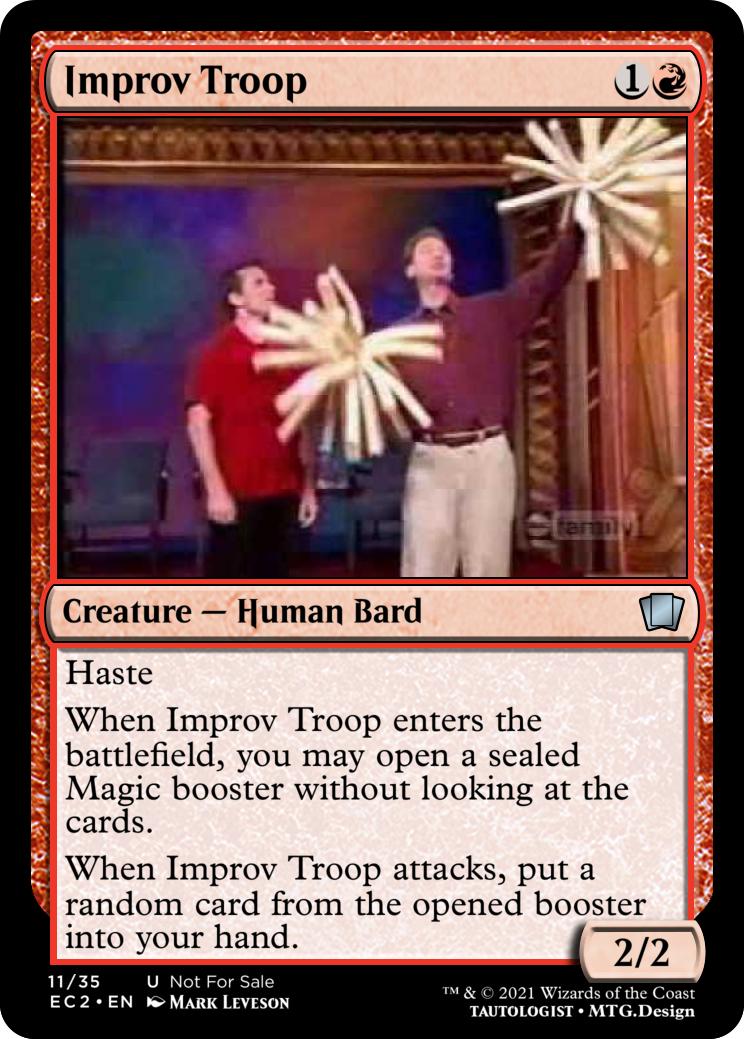 Improv Troop 1
family
Creature — Human Bard
Haste
When Improv Troop enters the
battlefield, you may open a sealed
Magic booster without looking at the
cards.
When Improv Troop attacks, put a
random card from the opened booster
into your hand.
2/2
11/35 U Not For Sale
EC2 • EN Mark Leveson
™ & © 2021 Wizards of the Coast
TAUTOLOGIST • MTG.Design